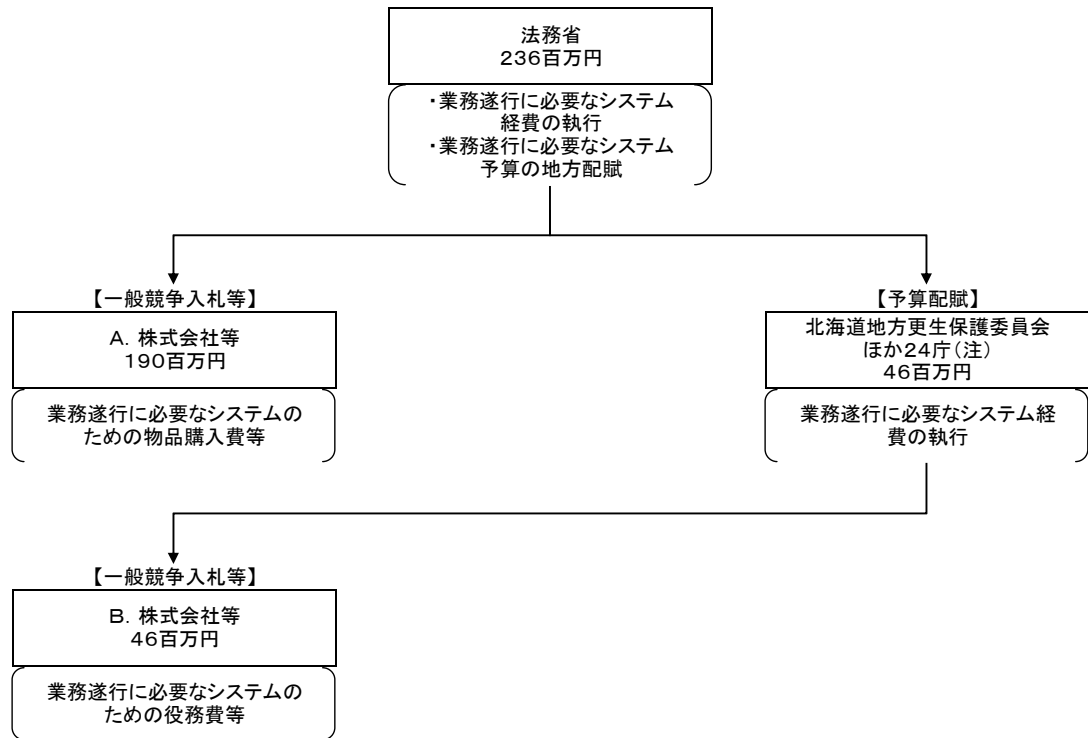 法務省
236百万円
・業務遂行に必要なシステム
経費の執行
・業務遂行に必要なシステム
予算の地方配賦
【一般競争入札等】
A. 株式会社等
190百万円
業務遂行に必要なシステムの
ための物品購入費等
【予算配賦】
北海道地方更生保護委員会
ほか24庁(注)
46百万円
業務遂行に必要なシステム経
費の執行
【一般競争入札等】
B. 株式会社等
46百万円
業務遂行に必要なシステムの
ための役務費等